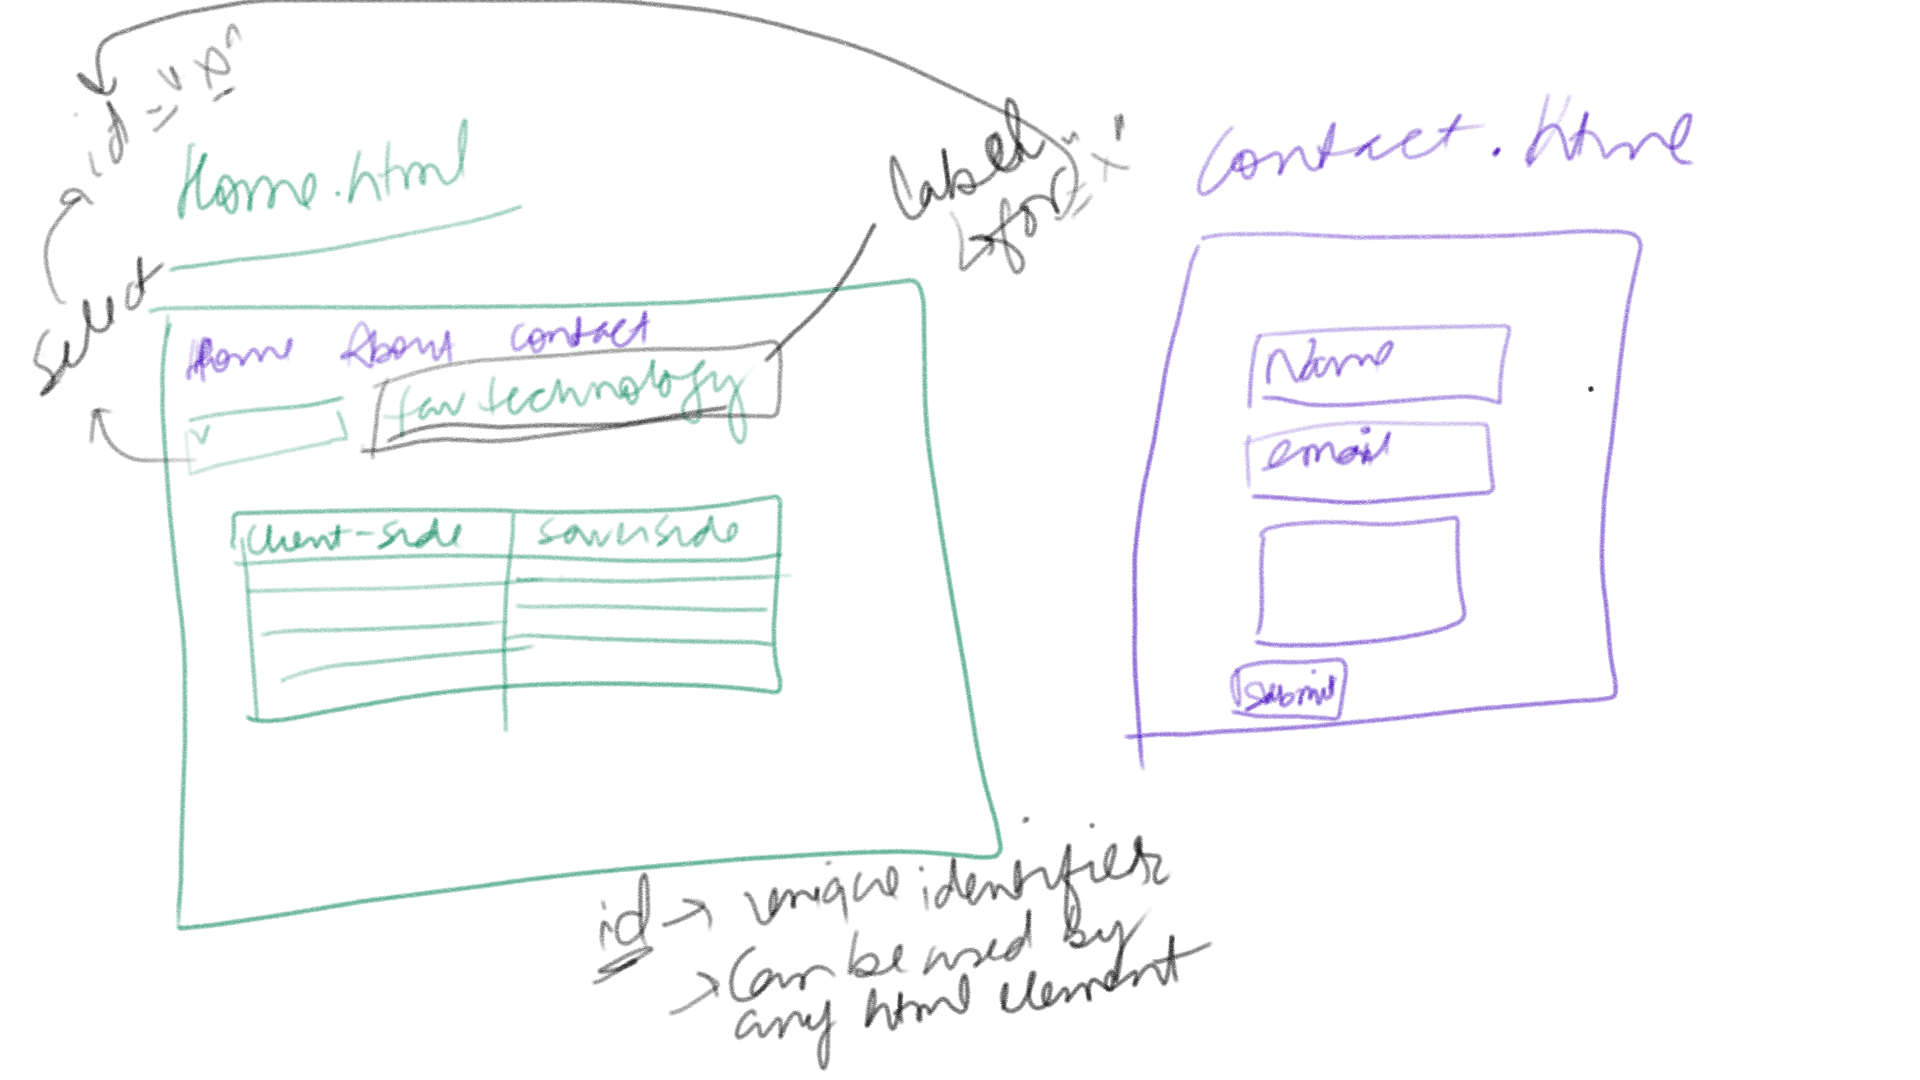 id = "x"
Home.html
Label
for = "x"
Contact.html
select
Home About Contact
fav technology
Client-side Serverside
Name
email
Submit
id → unique identifier
→ Can be used by
any html element